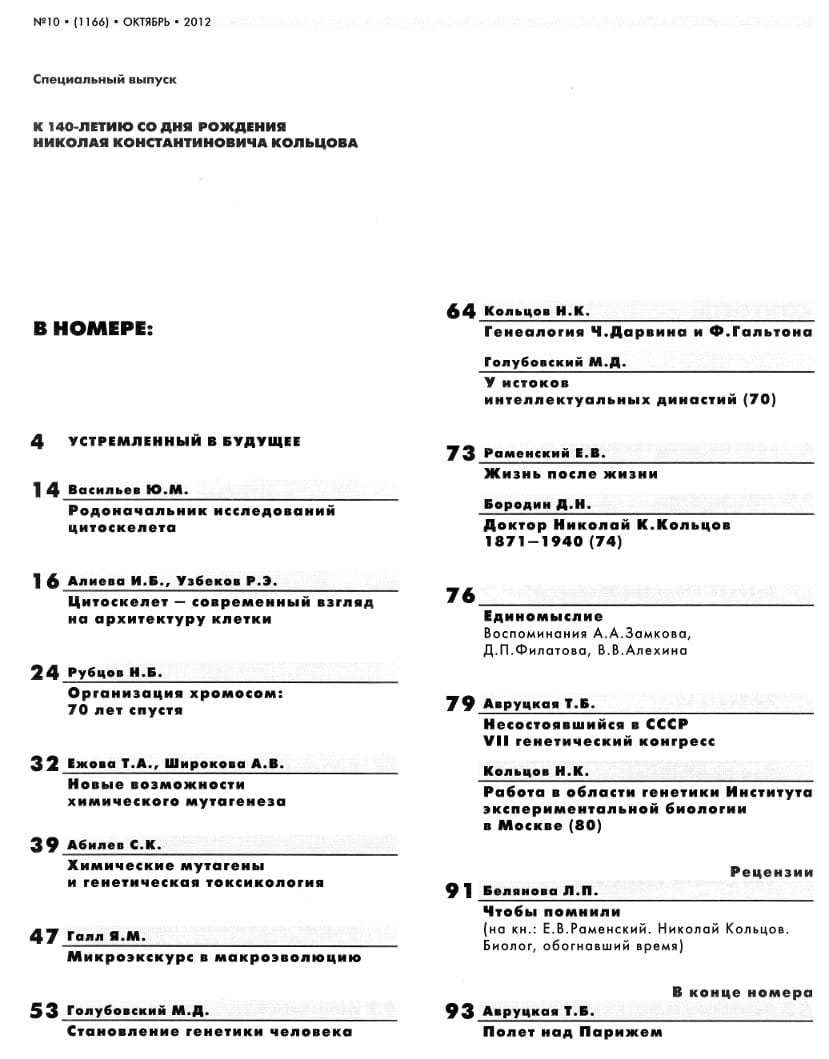 №10 • (1166) • ОКТЯБРЬ • 2012
Специальный выпуск
К 140-ЛЕТИЮ СО ДНЯ РОЖДЕНИЯ
НИКОЛАЯ КОНСТАНТИНОВИЧА КОЛЬЦОВА
В НОМЕРЕ:
4 УСТРЕМЛЕННЫЙ В БУДУЩЕЕ
14 Васильев Ю.М.
Родоначальник исследований
цитоскелета
16 Алиева И.Б., Узбеков Р.Э.
Цитоскелет — современный взгляд
на архитектуру клетки
24 Рубцов Н.Б.
Организация хромосом:
70 лет спустя
32 Ежова Т.А., Широкова А.В.
Новые возможности
химического мутагенеза
39 Абилев С.К.
Химические мутагены
и генетическая токсикология
47 Галл Я.М.
Микроэкскурс в макроэволюцию
53 Голубовский М.Д.
Становление генетики человека
64 Кольцов Н.К.
Генеалогия Ч.Дарвина и Ф.Гальтона
Голубовский М.Д.
У истоков
интеллектуальных династий (70)
73 Раменский Е.В.
Жизнь после жизни
Бородин Д.Н.
Доктор Николай К.Кольцов
1871—1940 (74)
76
Единомыслие
Воспоминания А.А.Замкова,
Д.П.Филатова, В.В.Алехина
79 Авруцкая Т.Б.
Несостоявшийся в СССР
VII генетический конгресс
Кольцов Н.К.
Работа в области генетики Института
экспериментальной биологии
в Москве (80)
Рецензии
91 Белянова Л.П.
Чтобы помнили
(на кн.: Е.В.Раменский. Николай Кольцов.
Биолог, обогнавший время)
В конце номера
93 Авруцкая Т.Б.
Полет над Парижем